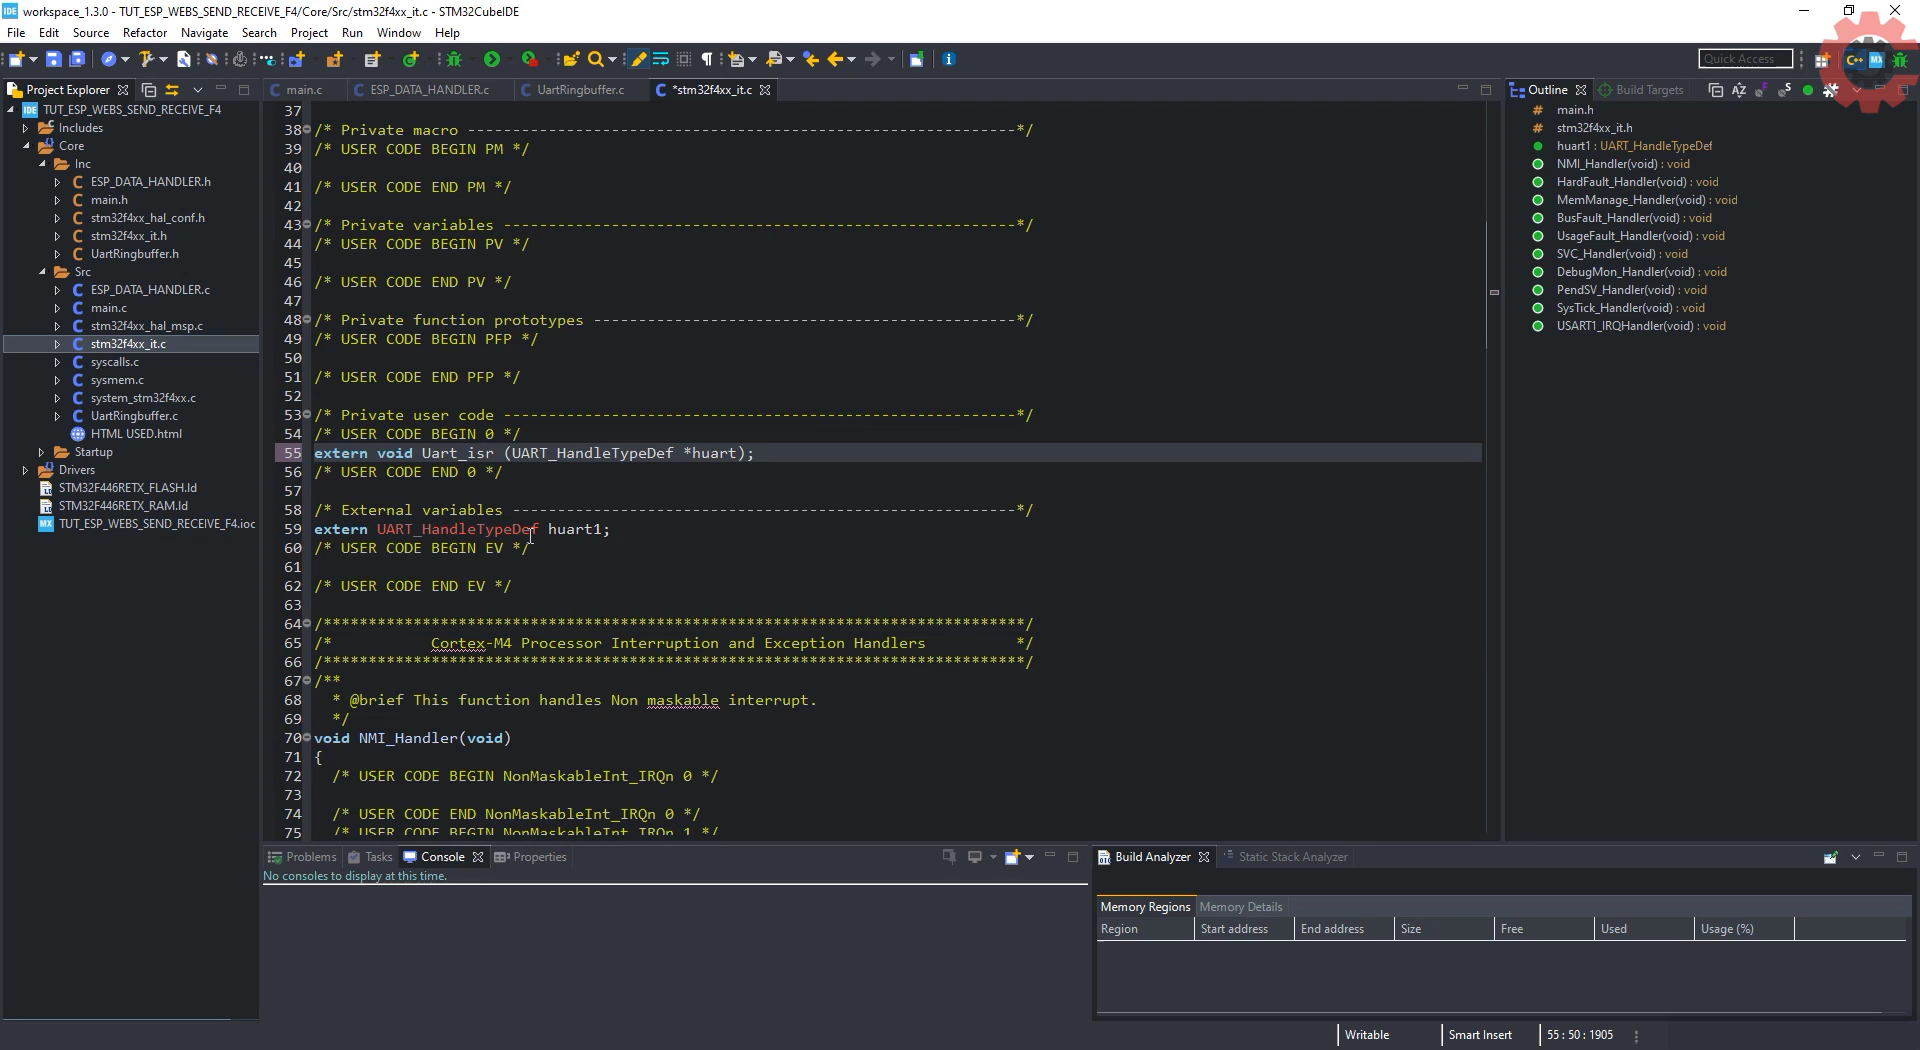 workspace_1.3.0 - TUT_ESP_WEBS_SEND_RECEIVE_F4/Core/Src/stm32f4xx_it.c - STM32CubeIDE
File Edit Source Refactor Navigate Search Project Run Window Help
Quick Access
Project Explorer
TUT_ESP_WEBS_SEND_RECEIVE_F4
Includes
Core
Inc
ESP_DATA_HANDLER.h
main.h
stm32f4xx_hal_conf.h
stm32f4xx_it.h
UartRingbuffer.h
Src
ESP_DATA_HANDLER.c
main.c
stm32f4xx_hal_msp.c
stm32f4xx_it.c
syscalls.c
sysmem.c
system_stm32f4xx.c
UartRingbuffer.c
HTML USED.html
Startup
Drivers
STM32F446RETX_FLASH.ld
STM32F446RETX_RAM.ld
TUT_ESP_WEBS_SEND_RECEIVE_F4.ioc
main.c ESP_DATA_HANDLER.c UartRingbuffer.c *stm32f4xx_it.c
37
38 /* Private macro -------------------------------------------------------------*/
39 /* USER CODE BEGIN PM */
40
41 /* USER CODE END PM */
42
43 /* Private variables ---------------------------------------------------------*/
44 /* USER CODE BEGIN PV */
45
46 /* USER CODE END PV */
47
48 /* Private function prototypes -----------------------------------------------*/
49 /* USER CODE BEGIN PFP */
50
51 /* USER CODE END PFP */
52
53 /* Private user code ---------------------------------------------------------*/
54 /* USER CODE BEGIN 0 */
55 extern void Uart_isr (UART_HandleTypeDef *huart);
56 /* USER CODE END 0 */
57
58 /* External variables --------------------------------------------------------*/
59 extern UART_HandleTypeDef huart1;
60 /* USER CODE BEGIN EV */
61
62 /* USER CODE END EV */
63
64 /******************************************************************************/
65 /* Cortex-M4 Processor Interruption and Exception Handlers */
66 /******************************************************************************/
67 /**
68 * @brief This function handles Non maskable interrupt.
69 */
70 void NMI_Handler(void)
71 {
72 /* USER CODE BEGIN NonMaskableInt_IRQn 0 */
73
74 /* USER CODE END NonMaskableInt_IRQn 0 */
75 /* USER CODE BEGIN NonMaskableInt_IRQn 1 */
Outline Build Targets
main.h
stm32f4xx_it.h
huart1 : UART_HandleTypeDef
NMI_Handler(void) : void
HardFault_Handler(void) : void
MemManage_Handler(void) : void
BusFault_Handler(void) : void
UsageFault_Handler(void) : void
SVC_Handler(void) : void
DebugMon_Handler(void) : void
PendSV_Handler(void) : void
SysTick_Handler(void) : void
USART1_IRQHandler(void) : void
Problems Tasks Console Properties
No consoles to display at this time.
Build Analyzer Static Stack Analyzer
Memory Regions Memory Details
Region Start address End address Size Free Used Usage (%)
Writable Smart Insert 55 : 50 : 1905